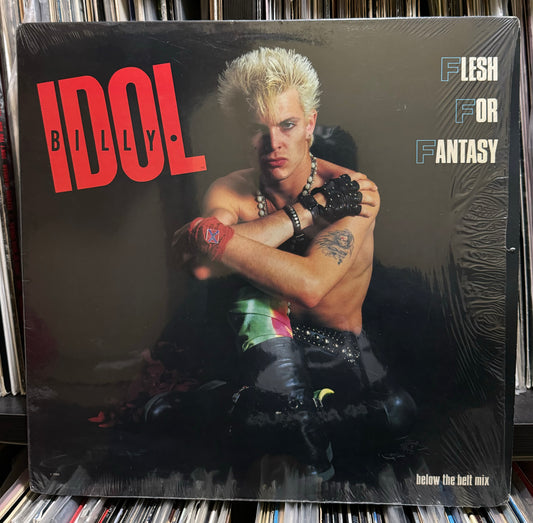 BILLY
IDOL
FLESH
FOR
FANTASY
below the belt mix